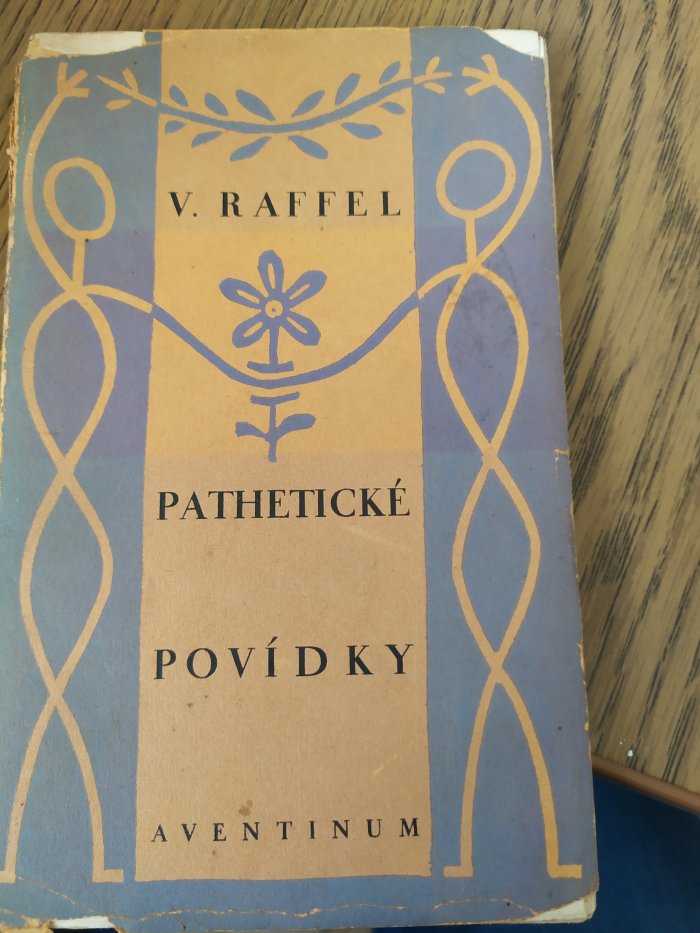 V. RAFFEL
PATHETICKÉ
POVÍDKY
AVENTINUM